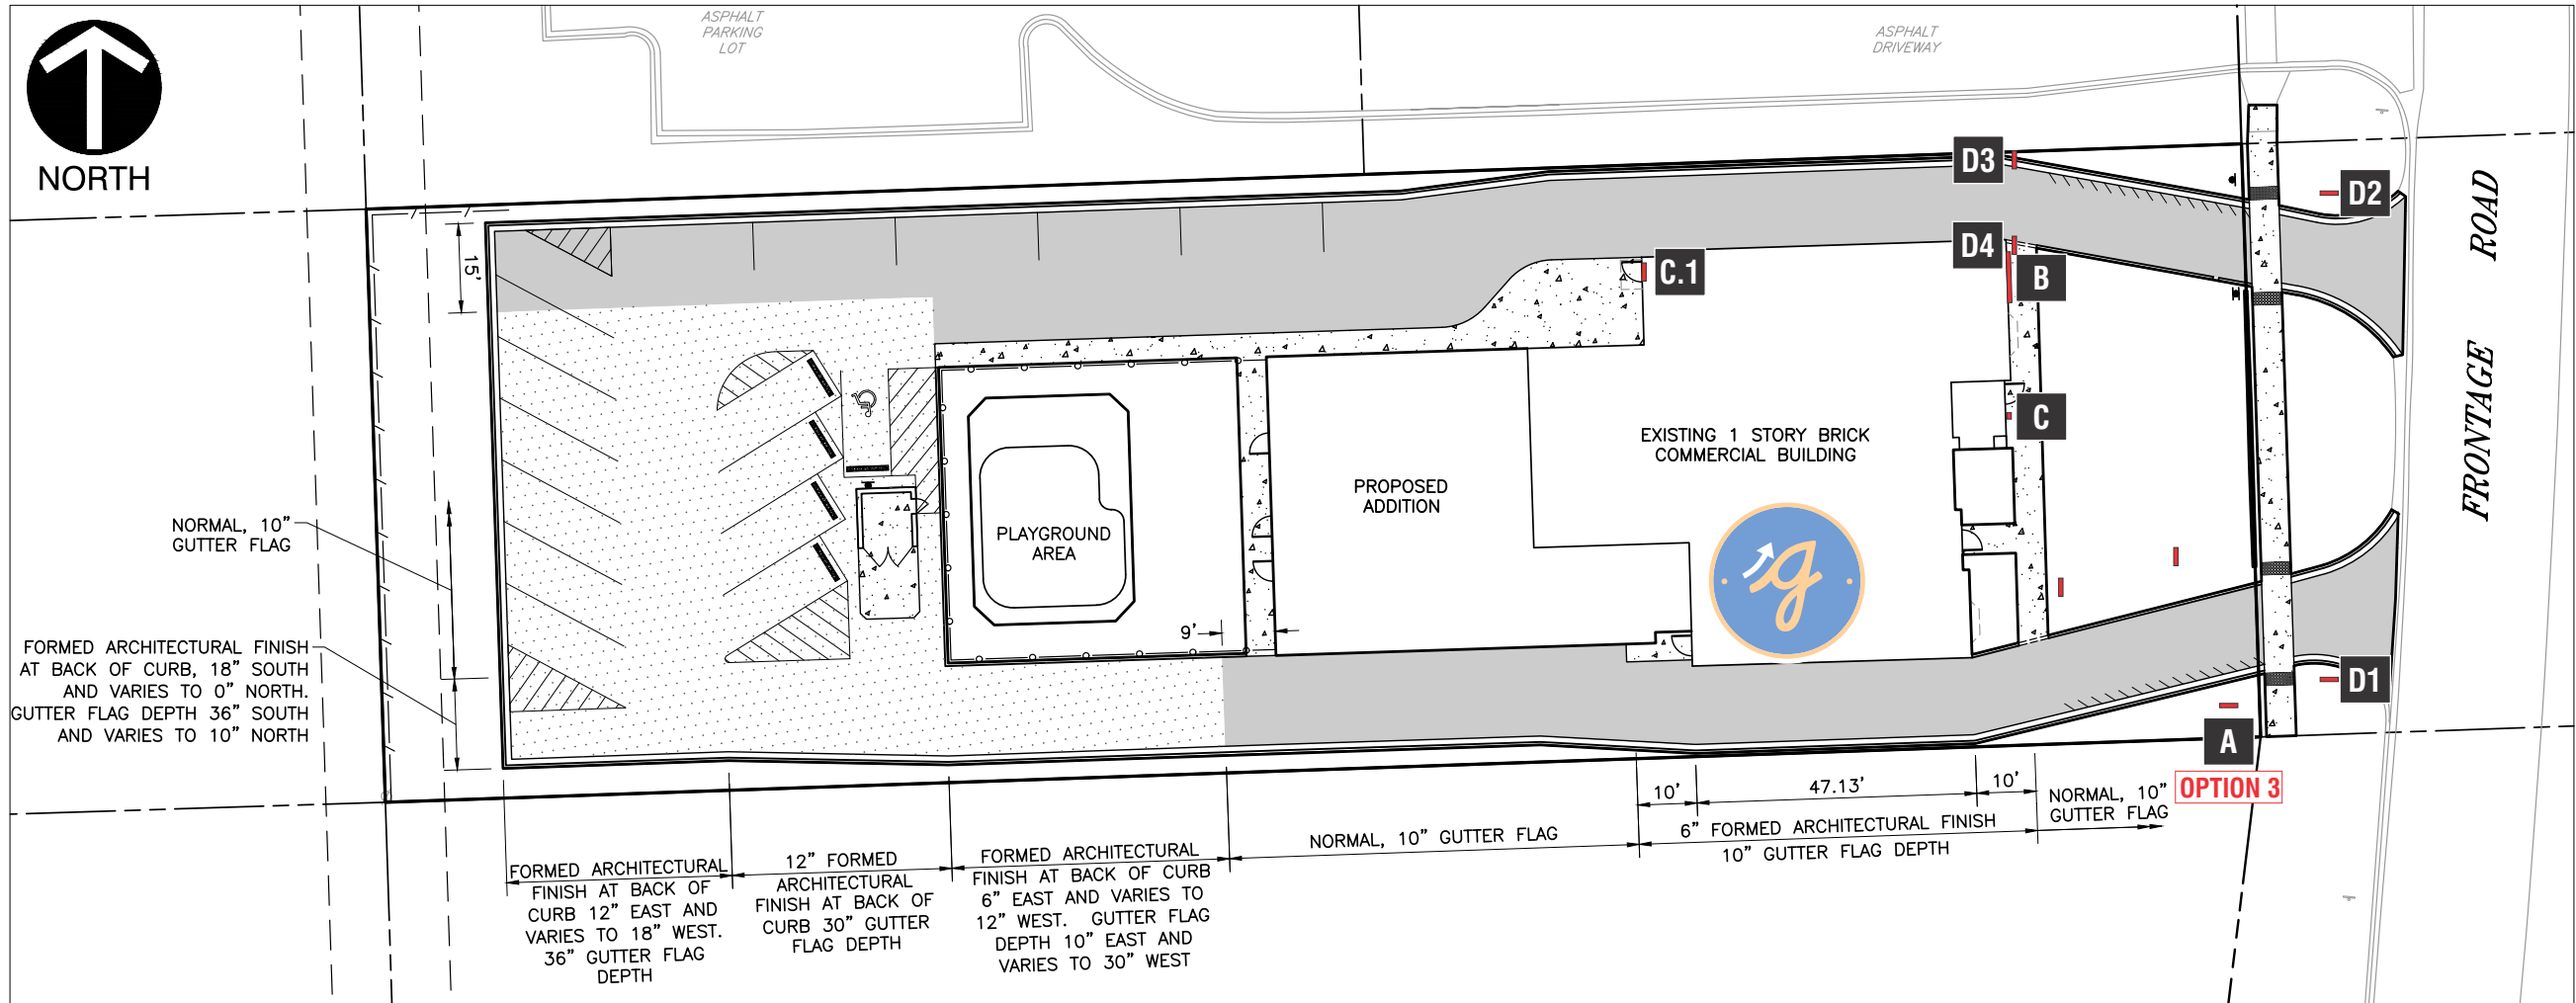 NORTH
ASPHALT
PARKING
LOT
ASPHALT
DRIVEWAY
D3
D2
D4
C.1
B
C
FRONTAGE ROAD
15'
EXISTING 1 STORY BRICK
COMMERCIAL BUILDING
PROPOSED
ADDITION
PLAYGROUND
AREA
9'
g
NORMAL, 10”
GUTTER FLAG
FORMED ARCHITECTURAL FINISH
AT BACK OF CURB, 18” SOUTH
AND VARIES TO 0” NORTH.
GUTTER FLAG DEPTH 36” SOUTH
AND VARIES TO 10” NORTH
D1
A
OPTION 3
10'
47.13'
10'
NORMAL, 10”
GUTTER FLAG
6” FORMED ARCHITECTURAL FINISH
10” GUTTER FLAG DEPTH
NORMAL, 10” GUTTER FLAG
FORMED ARCHITECTURAL
FINISH AT BACK OF CURB
6” EAST AND VARIES TO
12” WEST. GUTTER FLAG
DEPTH 10” EAST AND
VARIES TO 30” WEST
12” FORMED
ARCHITECTURAL
FINISH AT BACK OF
CURB 30” GUTTER
FLAG DEPTH
FORMED ARCHITECTURAL
FINISH AT BACK OF
CURB 12” EAST AND
VARIES TO 18” WEST.
36” GUTTER FLAG
DEPTH